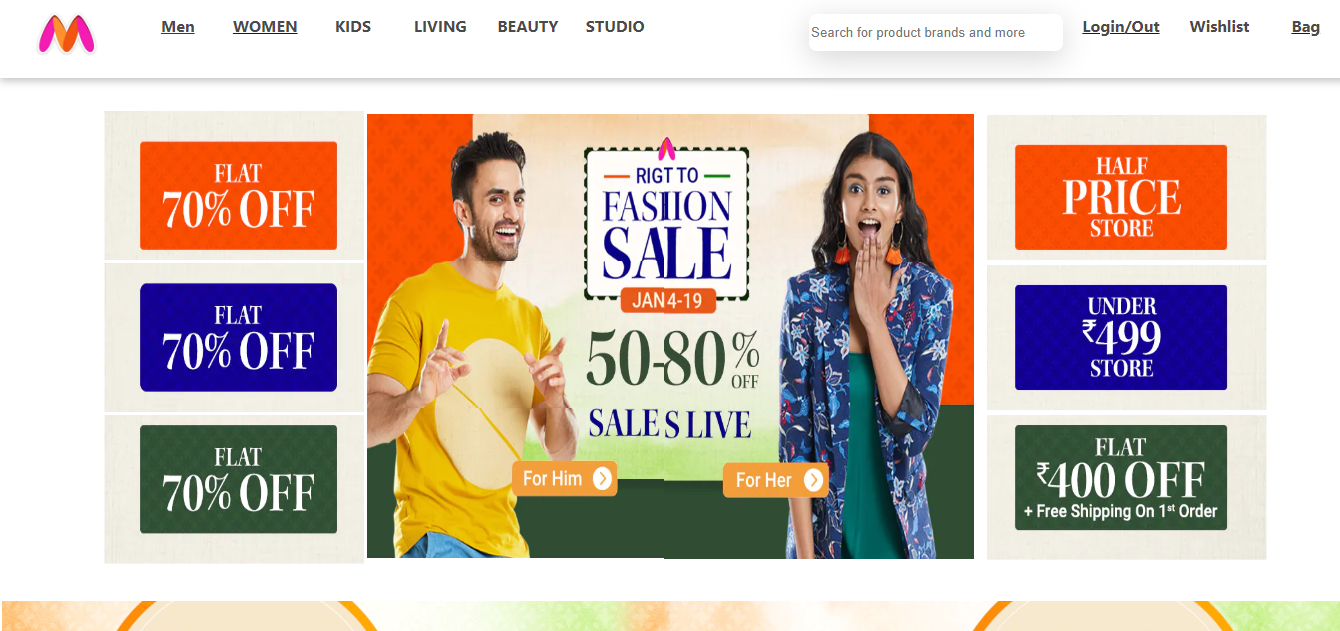 Men WOMEN KIDS LIVING BEAUTY STUDIO Search for product brands and more Login/Out Wishlist Bag
FLAT
70% OFF
FLAT
70% OFF
FLAT
70% OFF
RIGT TO
FASHION
SALE
JAN 4-19
50-80%
OFF
SALE S LIVE
For Him
For Her
HALF
PRICE
STORE
UNDER
₹499
STORE
FLAT
₹400 OFF
+ Free Shipping On 1st Order